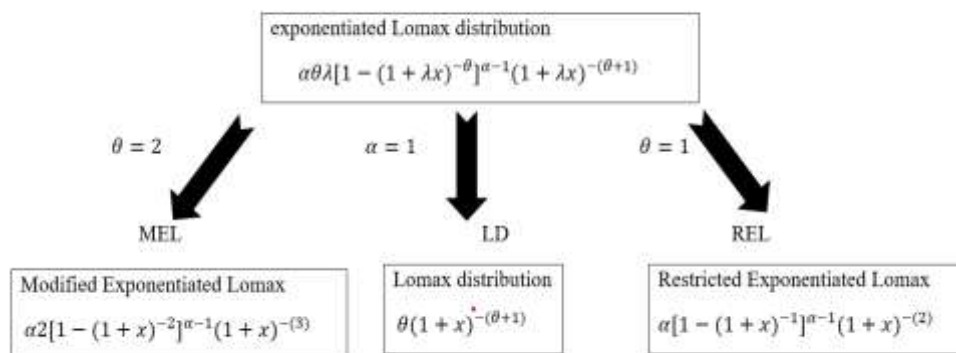 exponentiated Lomax distribution
αθλ[1 − (1 + λx)^{−θ}]^{α−1}(1 + λx)^{−(θ+1)}
θ = 2
α = 1
θ = 1
MEL
LD
REL
Modified Exponentiated Lomax
α2[1 − (1 + x)^{−2}]^{α−1}(1 + x)^{−(3)}
Lomax distribution
θ(1 + x)^{−(θ+1)}
Restricted Exponentiated Lomax
α[1 − (1 + x)^{−1}]^{α−1}(1 + x)^{−(2)}